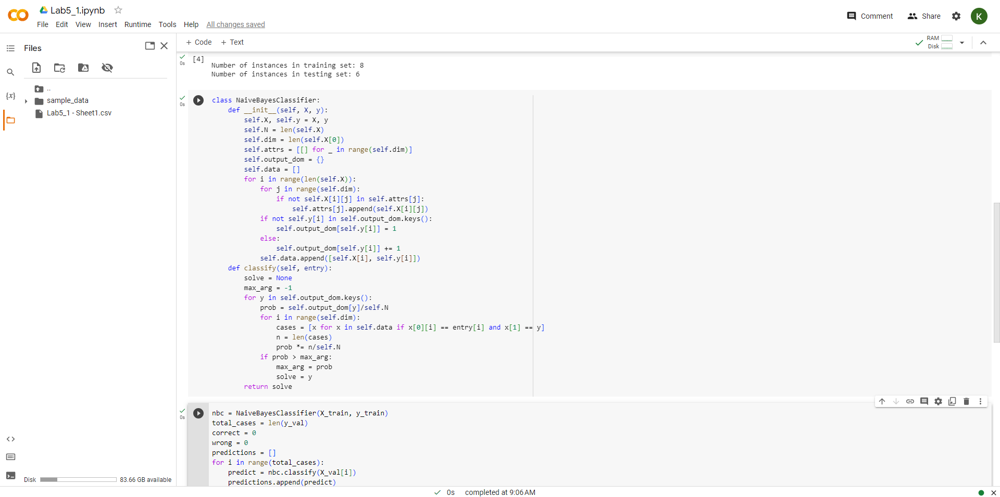 Lab5_1.ipynb
File Edit View Insert Runtime Tools Help All changes saved
Comment Share K
Files
+ Code + Text
RAM
Disk
..
sample_data
Lab5_1 - Sheet1.csv
{x}
Disk 83.66 GB available
0s [4]
Number of instances in training set: 8
Number of instances in testing set: 6
0s
class NaiveBayesClassifier:
    def __init__(self, X, y):
        self.X, self.y = X, y
        self.N = len(self.X)
        self.dim = len(self.X[0])
        self.attrs = [[] for _ in range(self.dim)]
        self.output_dom = {}
        self.data = []
        for i in range(len(self.X)):
            for j in range(self.dim):
                if not self.X[i][j] in self.attrs[j]:
                    self.attrs[j].append(self.X[i][j])
            if not self.y[i] in self.output_dom.keys():
                self.output_dom[self.y[i]] = 1
            else:
                self.output_dom[self.y[i]] += 1
            self.data.append([self.X[i], self.y[i]])
    def classify(self, entry):
        solve = None
        max_arg = -1
        for y in self.output_dom.keys():
            prob = self.output_dom[y]/self.N
            for i in range(self.dim):
                cases = [x for x in self.data if x[0][i] == entry[i] and x[1] == y]
                n = len(cases)
                prob *= n/self.N
            if prob > max_arg:
                max_arg = prob
                solve = y
        return solve
0s
nbc = NaiveBayesClassifier(X_train, y_train)
total_cases = len(y_val)
correct = 0
wrong = 0
predictions = []
for i in range(total_cases):
    predict = nbc.classify(X_val[i])
    predictions.append(predict)
0s completed at 9:06 AM